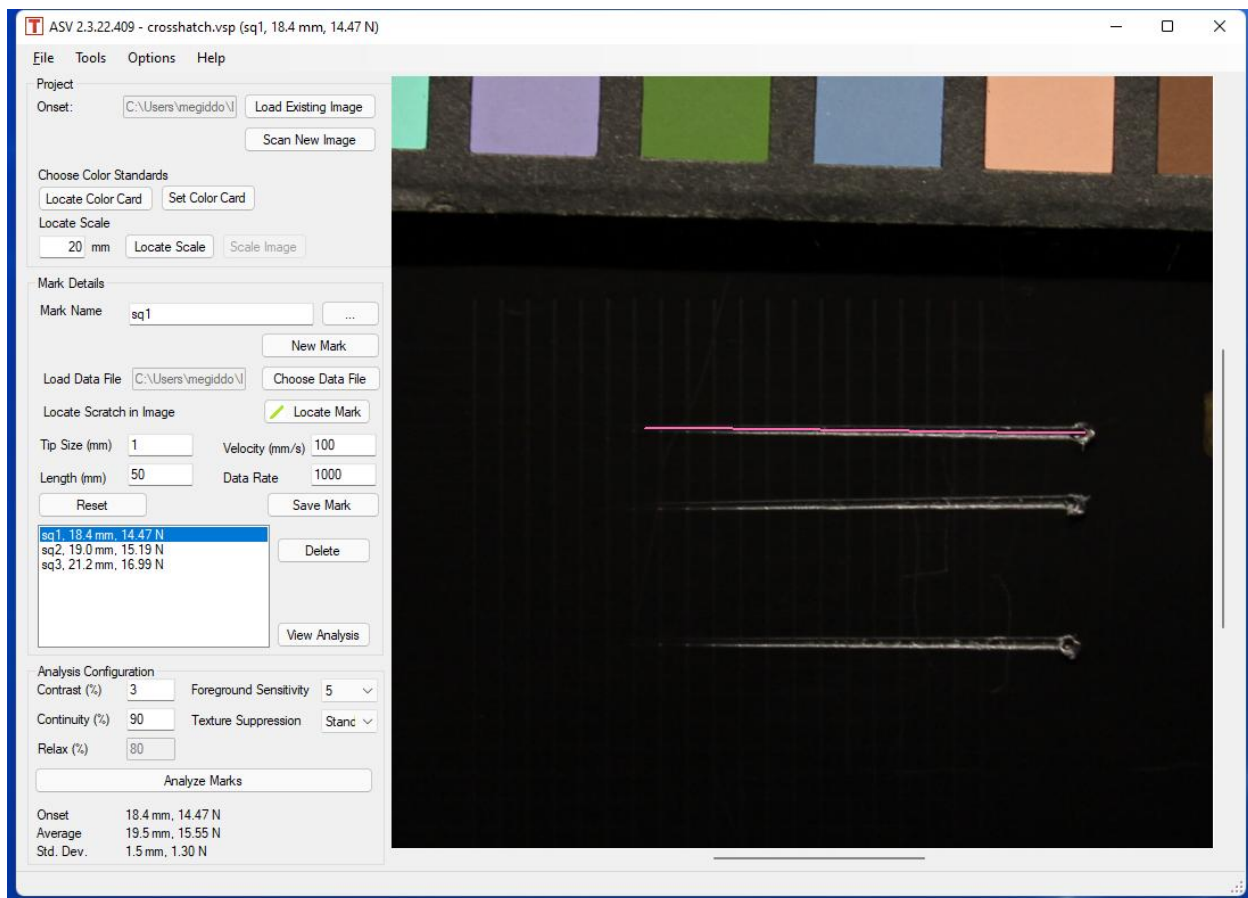 ASV 2.3.22.409 - crosshatch.vsp (sq1, 18.4 mm, 14.47 N)
File Tools Options Help
Project
Onset: C:\Users\megiddo\I Load Existing Image
Scan New Image
Choose Color Standards
Locate Color Card Set Color Card
Locate Scale
20 mm Locate Scale Scale Image
Mark Details
Mark Name sq1 ...
New Mark
Load Data File C:\Users\megiddo\I Choose Data File
Locate Scratch in Image Locate Mark
Tip Size (mm) 1 Velocity (mm/s) 100
Length (mm) 50 Data Rate 1000
Reset Save Mark
sq1, 18.4 mm, 14.47 N
sq2, 19.0 mm, 15.19 N
sq3, 21.2 mm, 16.99 N
Delete
View Analysis
Analysis Configuration
Contrast (%) 3 Foreground Sensitivity 5
Continuity (%) 90 Texture Suppression Stand
Relax (%) 80
Analyze Marks
Onset 18.4 mm, 14.47 N
Average 19.5 mm, 15.55 N
Std. Dev. 1.5 mm, 1.30 N